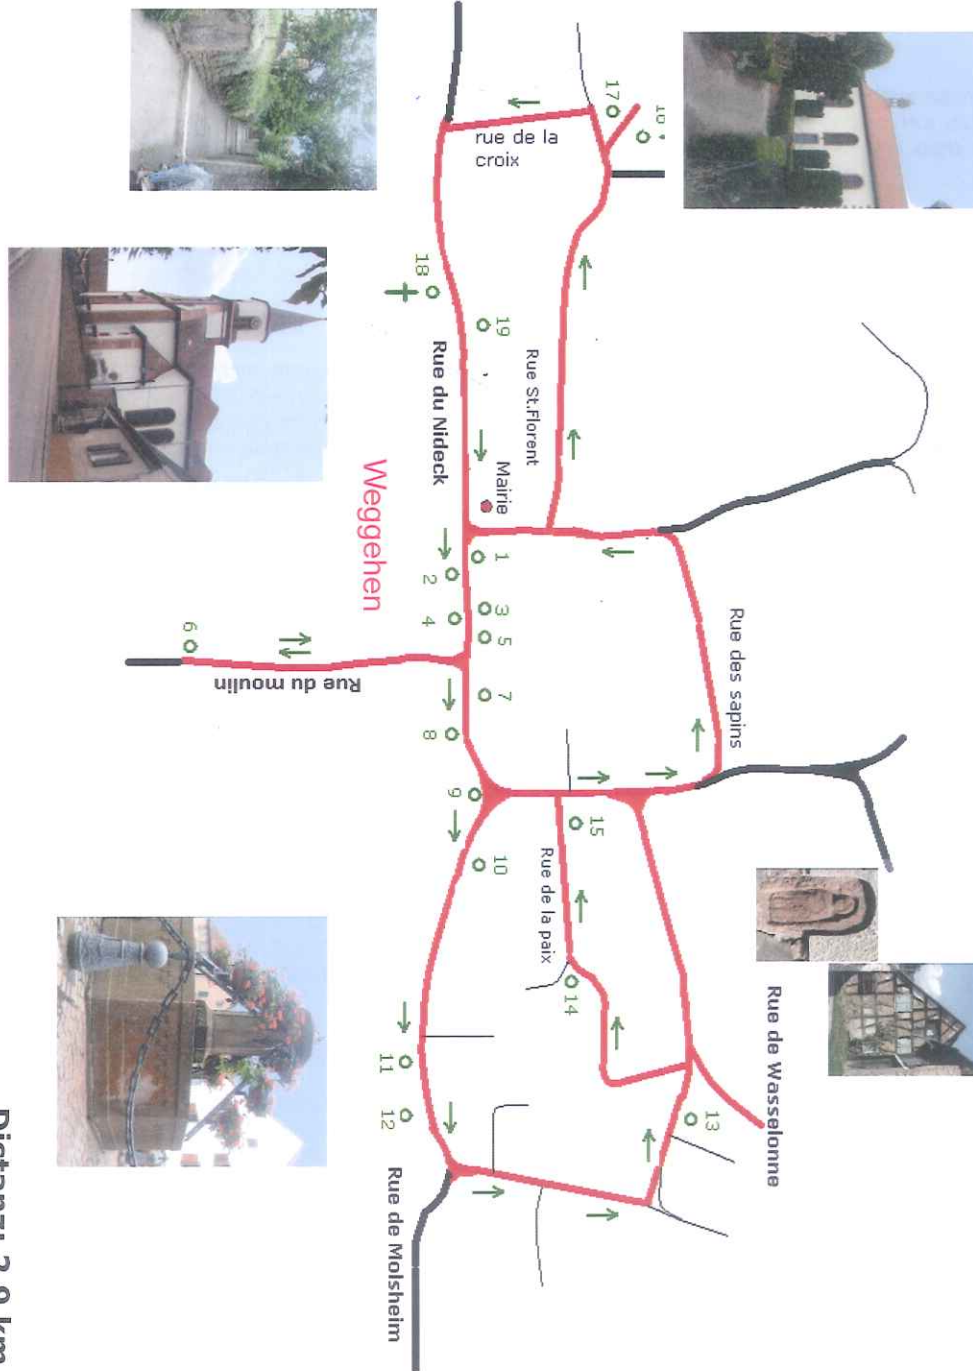 17
16
rue de la
croix
18
19
Rue St.Florent
Rue du Nideck
Mairie
Weggehen
1
2
3
4
5
6
Rue du moulin
7
8
Rue des sapins
9
10
15
Rue de la paix
14
11
12
13
Rue de Wasselonne
Rue de Molsheim